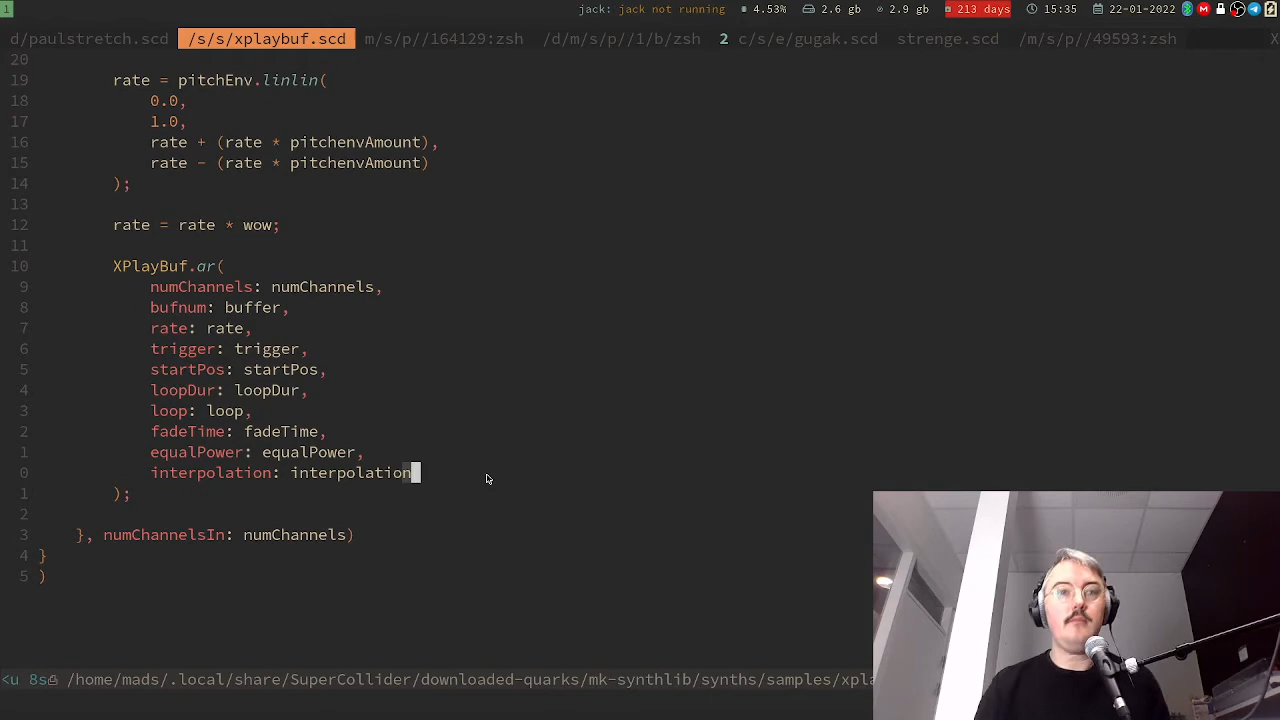 1 jack: jack not running 4.53% 2.6 gb 2.9 gb 213 days 15:35 22-01-2022
d/paulstretch.scd /s/s/xplaybuf.scd m/s/p//164129:zsh /d/m/s/p//1/b/zsh 2 c/s/e/gugak.scd strenge.scd /m/s/p//49593:zsh X
20
19 rate = pitchEnv.linlin(
18 0.0,
17 1.0,
16 rate + (rate * pitchenvAmount),
15 rate - (rate * pitchenvAmount)
14 );
13
12 rate = rate * wow;
11
10 XPlayBuf.ar(
9 numChannels: numChannels,
8 bufnum: buffer,
7 rate: rate,
6 trigger: trigger,
5 startPos: startPos,
4 loopDur: loopDur,
3 loop: loop,
2 fadeTime: fadeTime,
1 equalPower: equalPower,
0 interpolation: interpolation
1 );
2
3 }, numChannelsIn: numChannels)
4 }
5 )
<u 8s /home/mads/.local/share/SuperCollider/downloaded-quarks/mk-synthlib/synths/samples/xpla